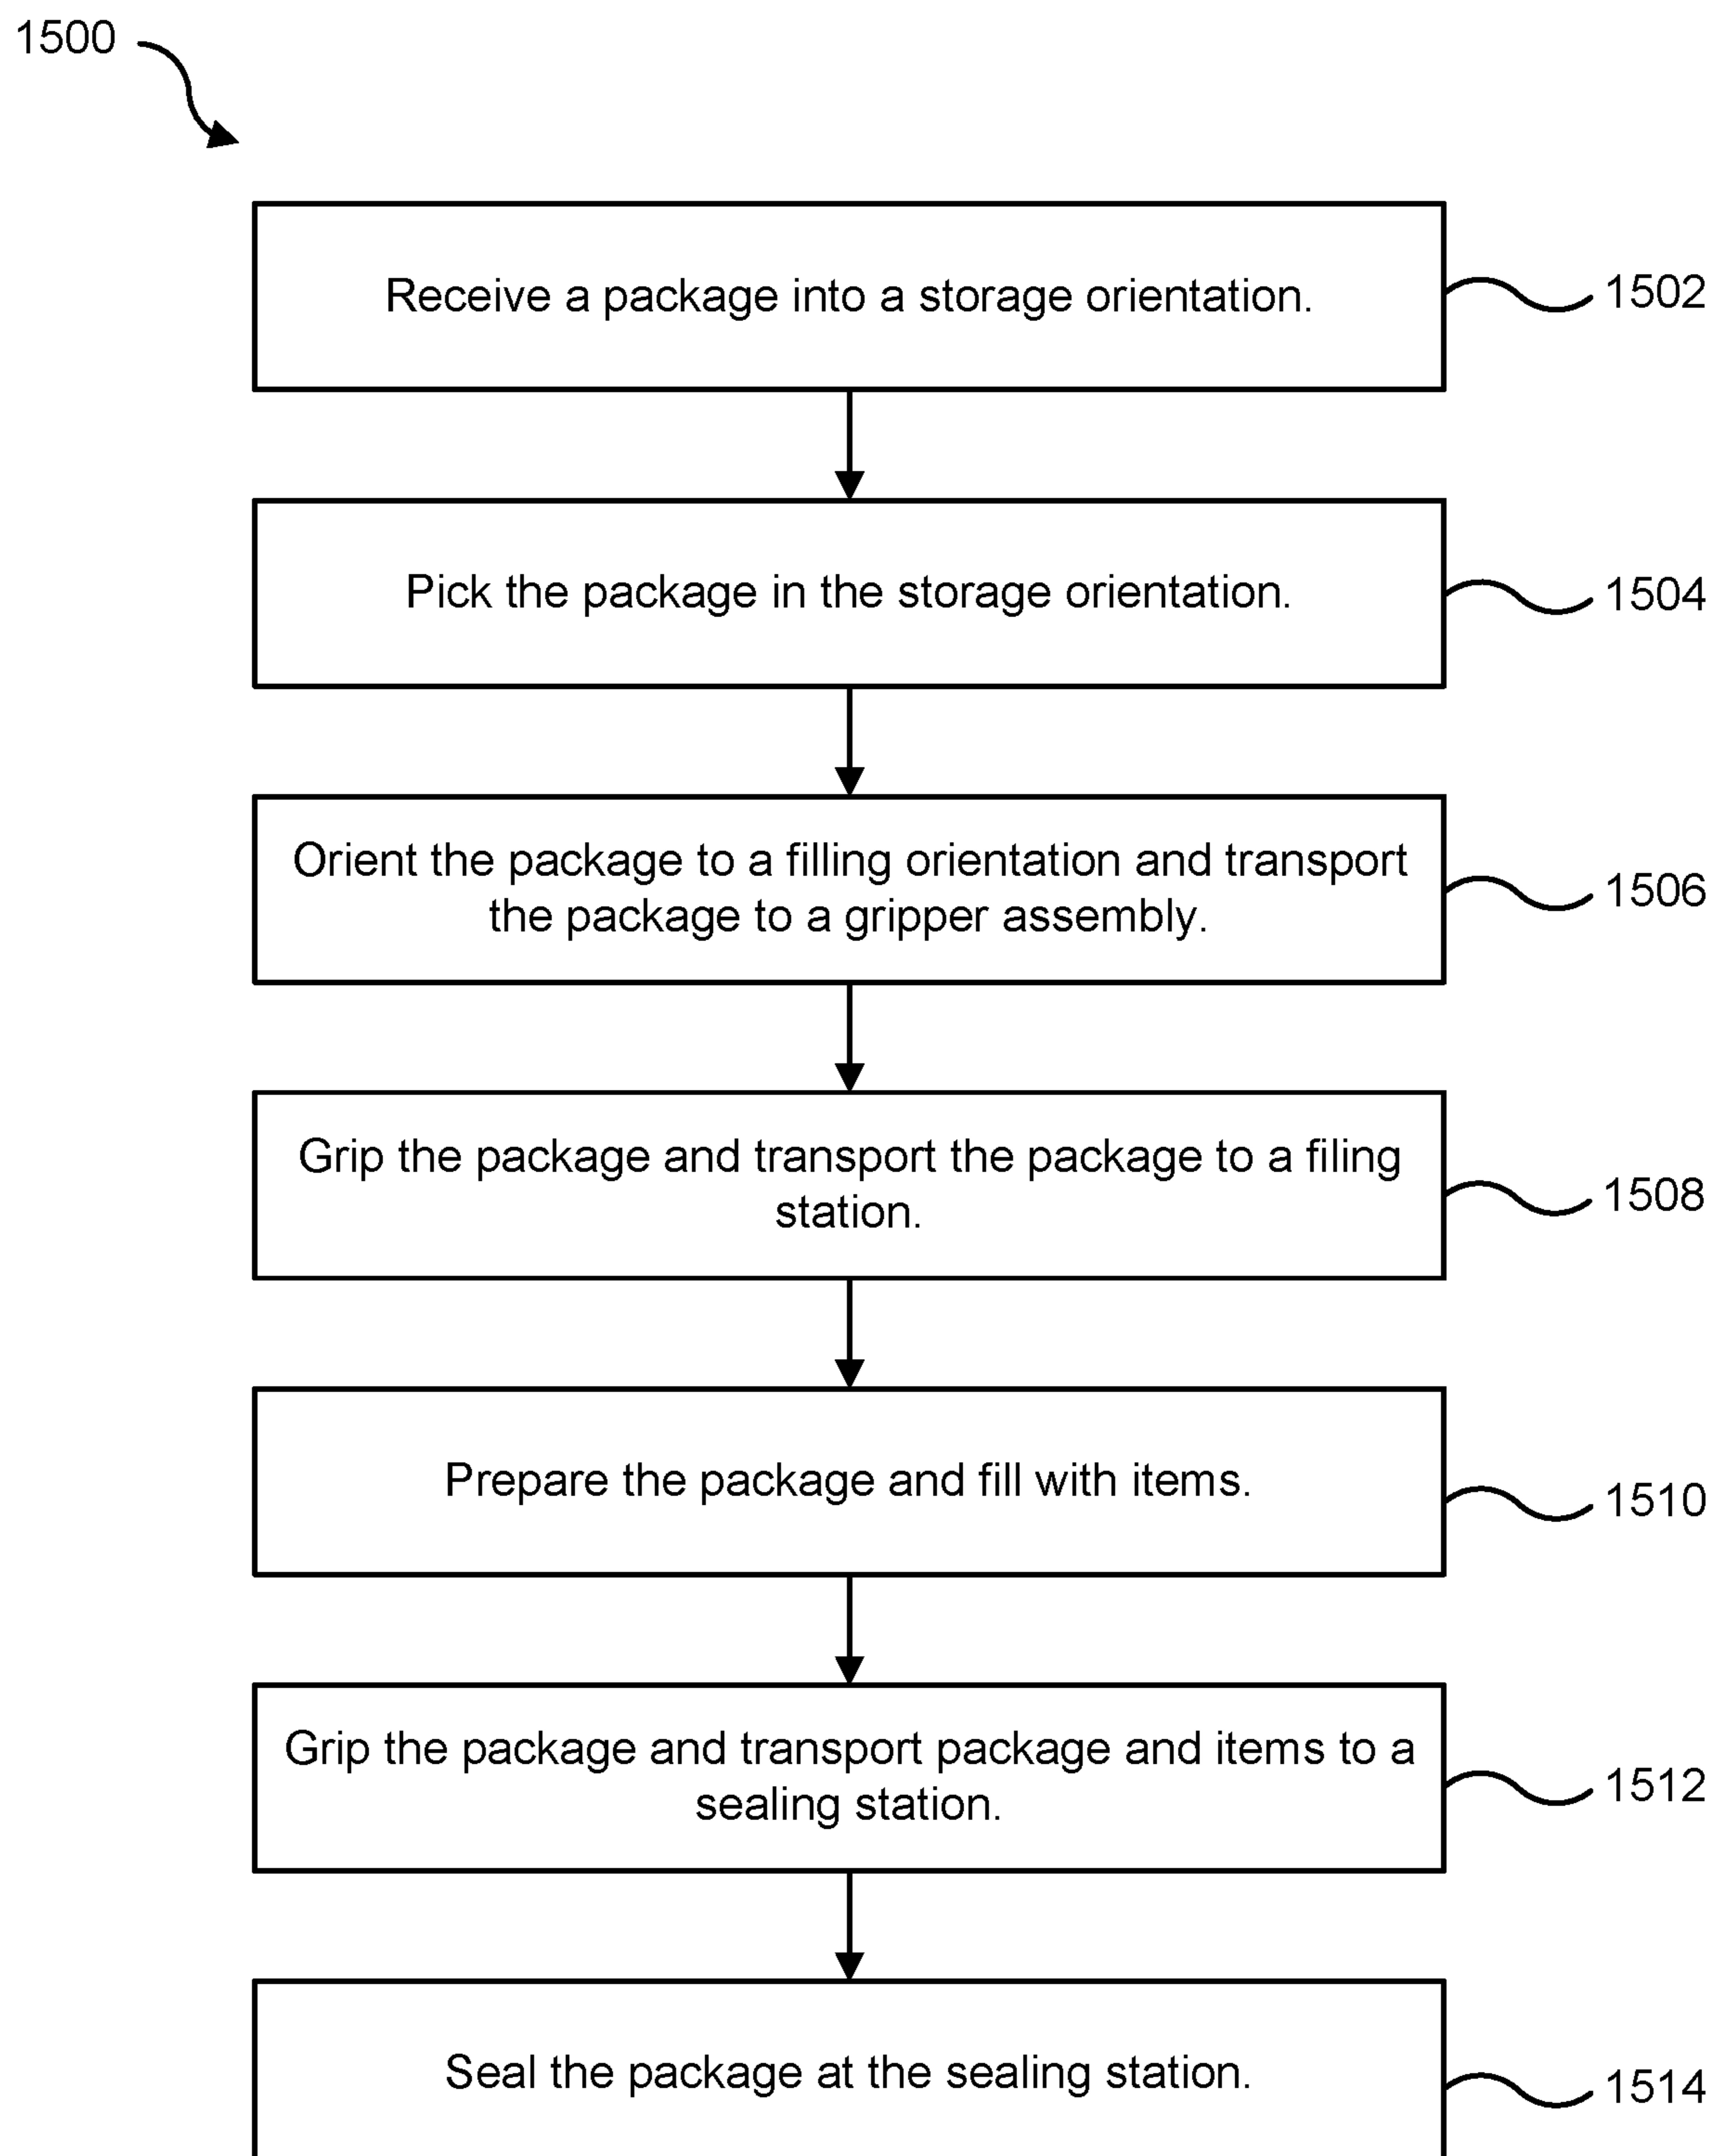 1500
Receive a package into a storage orientation.
1502
Pick the package in the storage orientation.
1504
Orient the package to a filling orientation and transport
the package to a gripper assembly.
1506
Grip the package and transport the package to a filing
station.
1508
Prepare the package and fill with items.
1510
Grip the package and transport package and items to a
sealing station.
1512
Seal the package at the sealing station.
1514